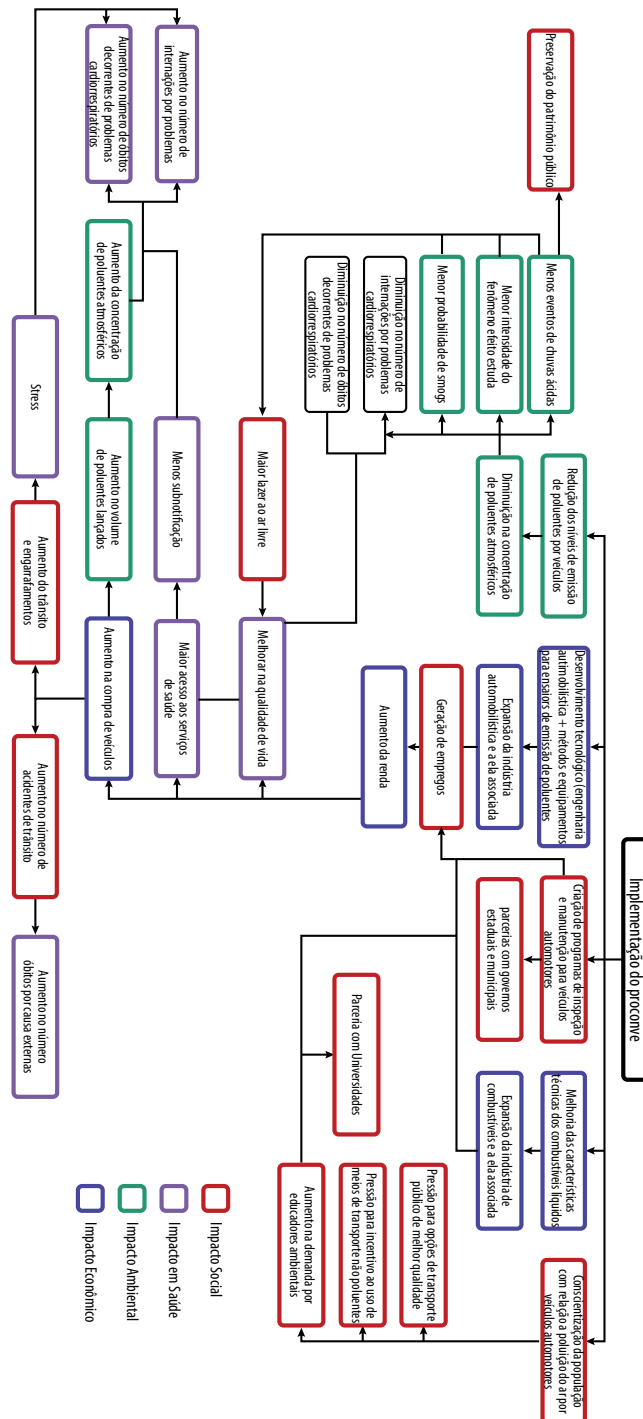 Implementação do proconve
Redução dos níveis de emissão
de poluentes por veículos
Desenvolvimento tecnológico (engenharia
autimobilística + métodos e equipamentos
para ensaiors de emissão de poluentes
Criação de programas de inspeção
e manutenção para veículos
automotores
Melhoria das características
técnicas dos combustíveis líquidos
Conscientização da população
com relação a poluição do ar por
veículos automotores
Diminuição na concentração
de poluentes atmosféricos
Expansão da indústria
automobilística e a ela associada
parcerias com governos
estaduais e municipais
Expansão da indústria de
combustíveis e a ela associada
Menos eventos de chuvas ácidas
Menor intensidade do
fenômeno efeito estuda
Menor probabilidade de smogs
Diminuição no número de
internações por problemas
cardiorrespiratórios
Diminuição no número de óbitos
decorrentes de problemas
cardiorrespiratórios
Preservação do patrimônio público
Geração de empregos
Aumento da renda
Pressão para opções de transporte
público de melhor qualidade
Pressão para incentivo ao uso de
meios de transporte não poluentes
Aumento na demanda por
educadores ambientais
Parceria com Universidades
Maior lazer ao ar livre
Melhorar na qualidade de vida
Menos subnotificação
Maior acesso aos serviços
de saúde
Aumento no número de
internações por problemas
Aumento no número de óbitos
decorrentes de problemas
cardiorrespiratórios
Aumento da concentração
de poluentes atmosféricos
Aumento no volume
de poluentes lançados
Aumento na compra de veículos
Stress
Aumento do trânsito
e engarrafamentos
Aumento no número de
acidentes de trânsito
Aumento no número
óbitos por causa externas
Impacto Social
Impacto em Saúde
Impacto Ambiental
Impacto Econômico